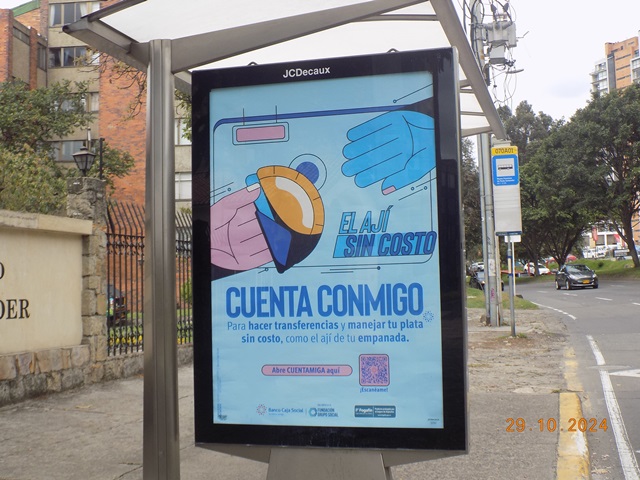 JCDecaux
070A01
EL AJÍ
SIN COSTO
CUENTA CONMIGO
Para hacer transferencias y manejar tu plata
sin costo, como el ají de tu empanada.
Abre CUENTAMIGA aquí
¡Escanéame!
Banco Caja Social
FUNDACIÓN
GRUPO SOCIAL
O
DER
29.10.2024